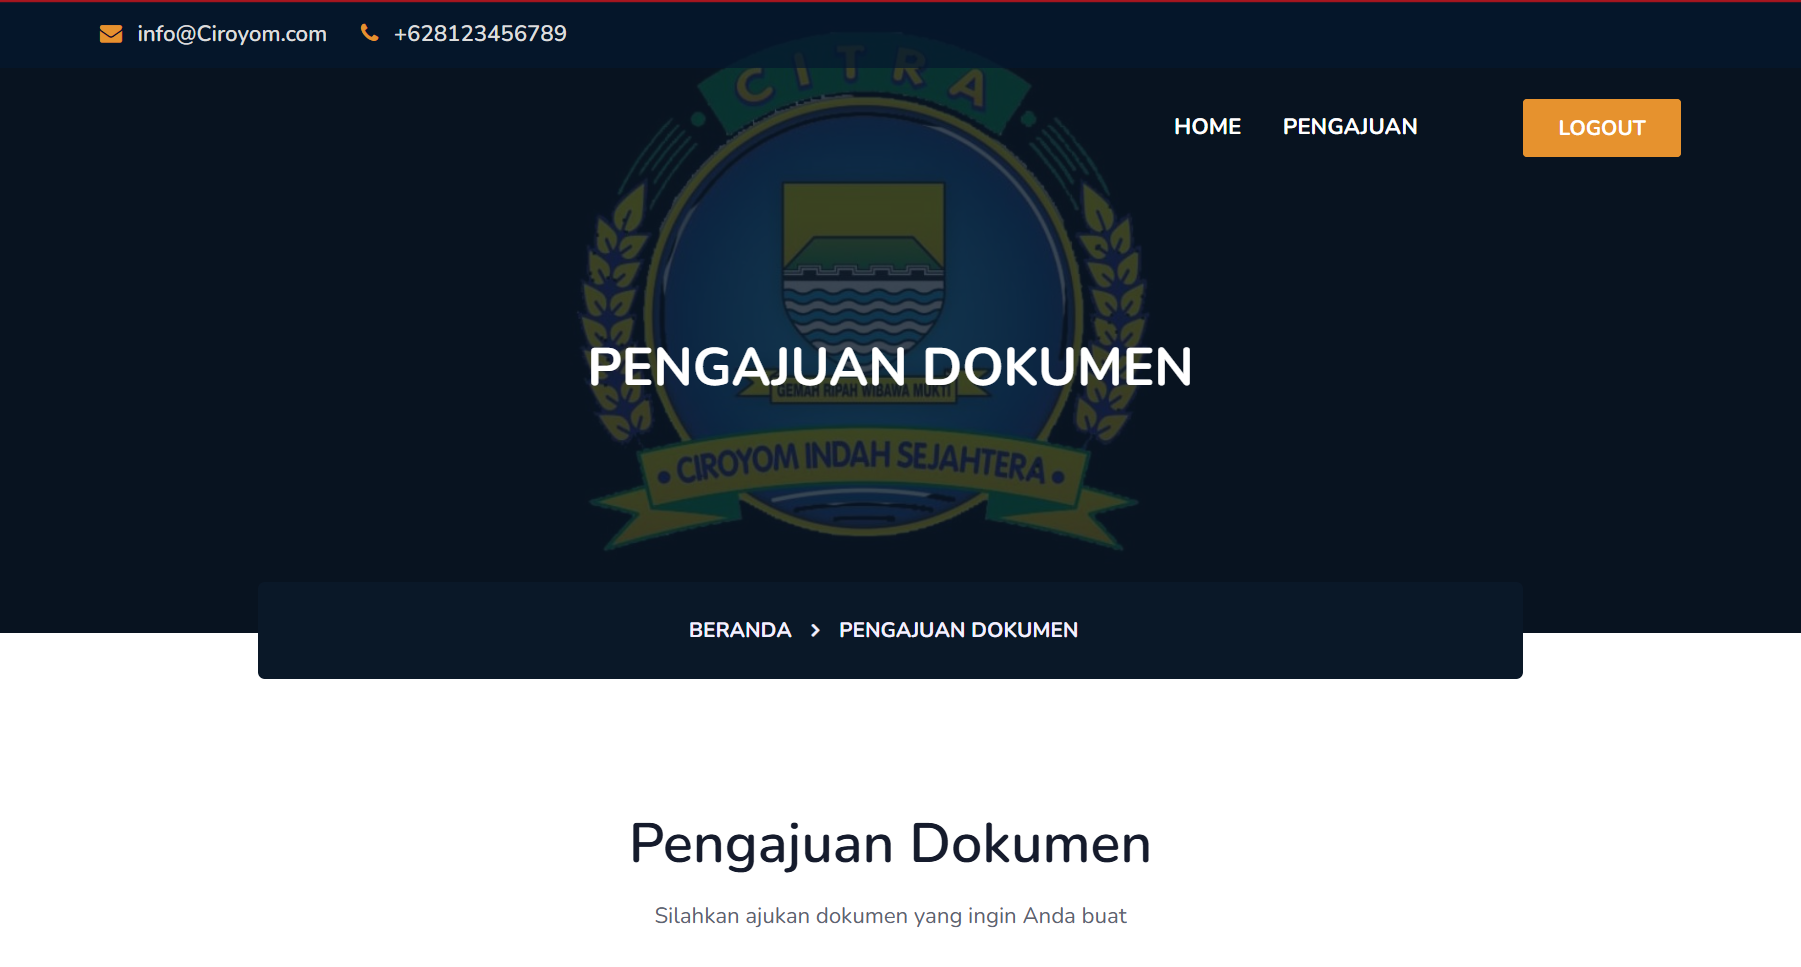 info@Ciroyom.com +628123456789
CITRA
HOME PENGAJUAN LOGOUT
PENGAJUAN DOKUMEN
GEMAH RIPAH WIBAWA MUKTI
CIROYOM INDAH SEJAHTERA
BERANDA > PENGAJUAN DOKUMEN
Pengajuan Dokumen
Silahkan ajukan dokumen yang ingin Anda buat